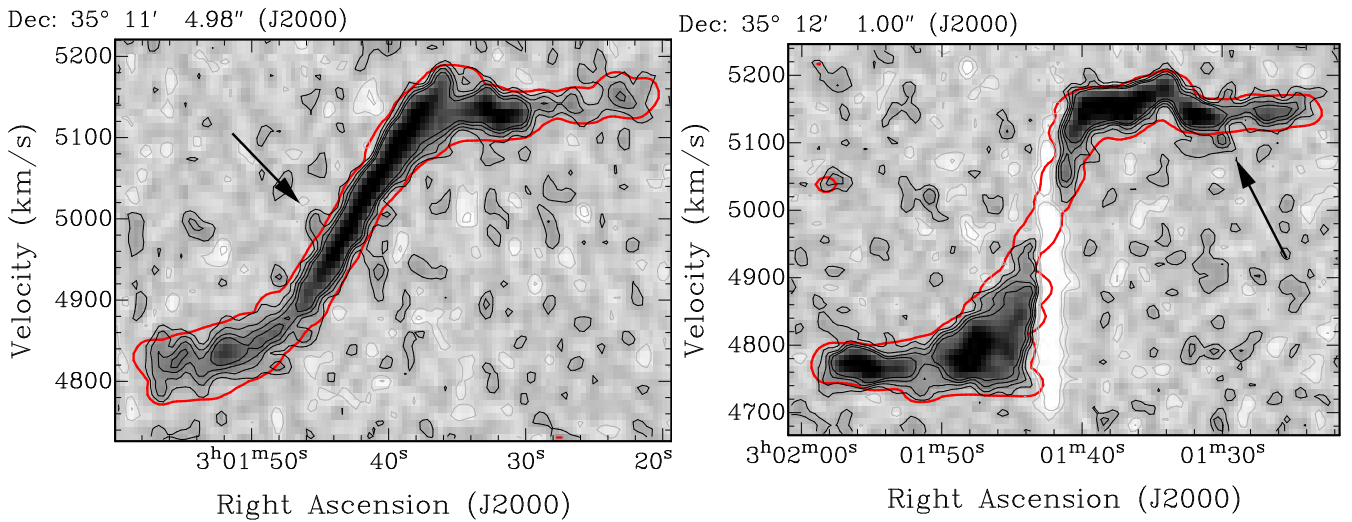 Dec: 35° 11′ 4.98″ (J2000)
5200
5100
5000
4900
4800
Velocity (km/s)
3h01m50s 40s 30s 20s
Right Ascension (J2000)
Dec: 35° 12′ 1.00″ (J2000)
5200
5100
5000
4900
4800
4700
Velocity (km/s)
3h02m00s 01m50s 01m40s 01m30s
Right Ascension (J2000)